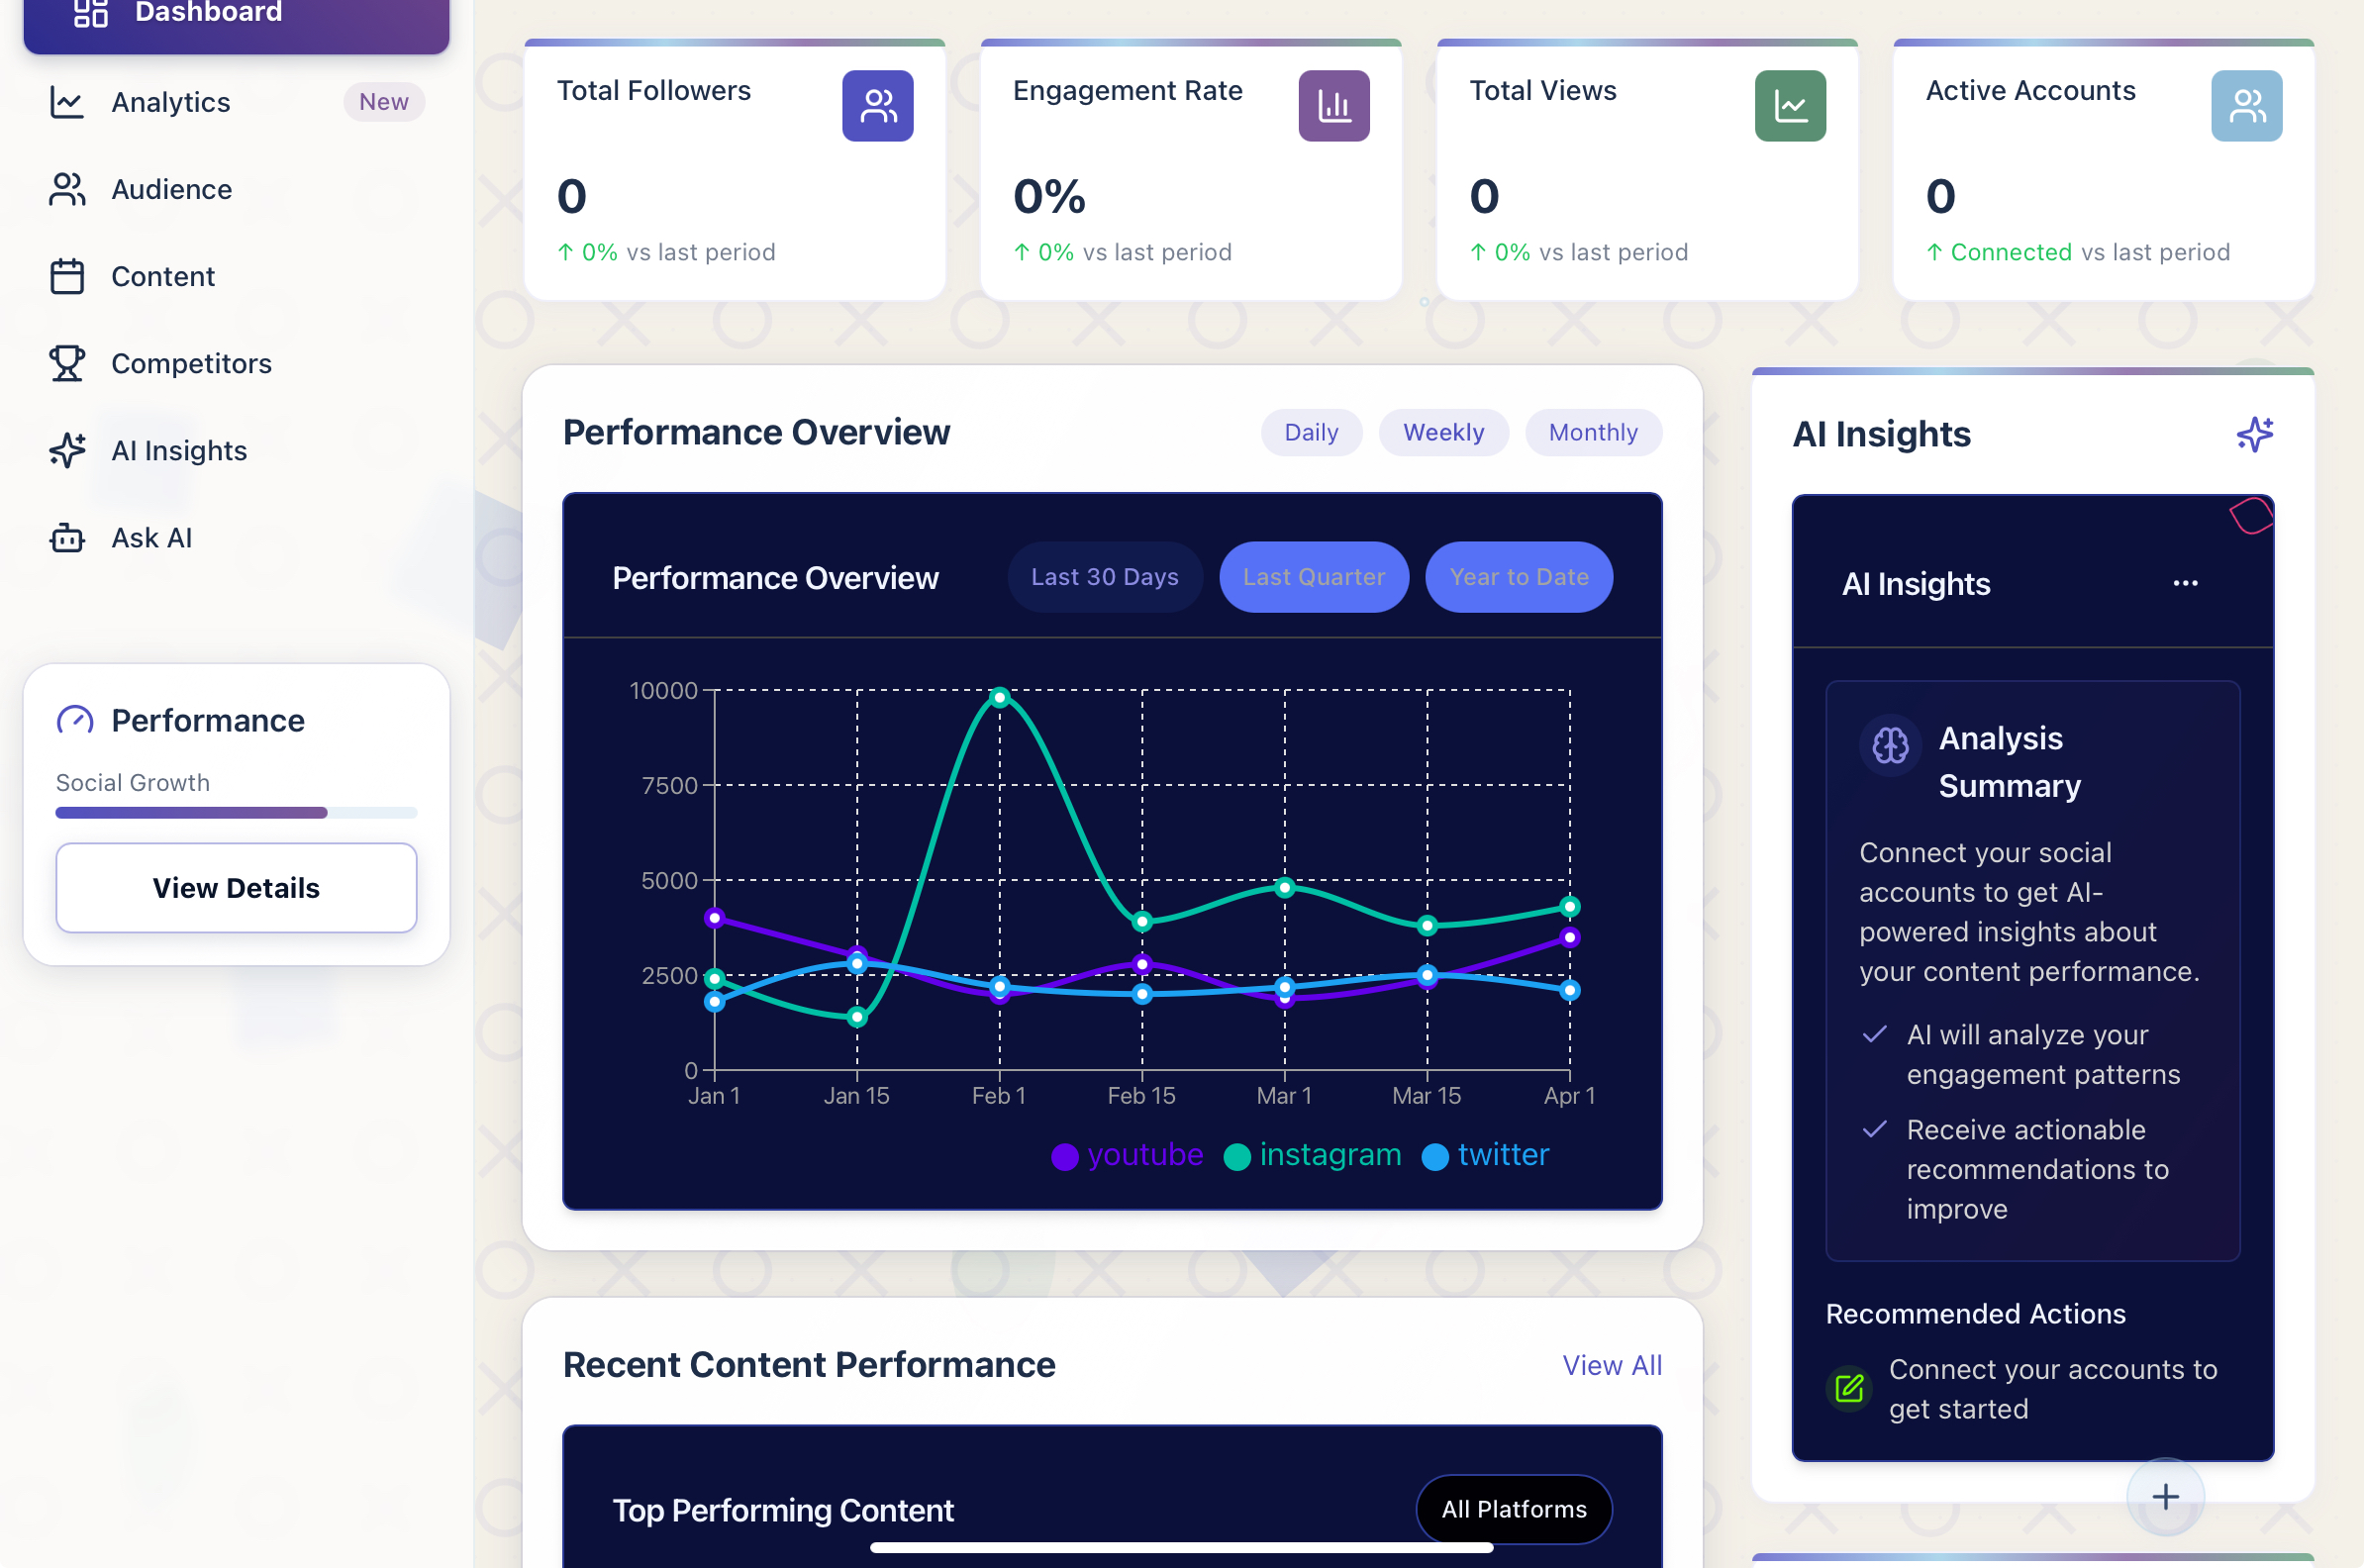 Dashboard
Analytics New
Audience
Content
Competitors
AI Insights
Ask AI
Performance
Social Growth
View Details
Total Followers
0
↑ 0% vs last period
Engagement Rate
0%
↑ 0% vs last period
Total Views
0
↑ 0% vs last period
Active Accounts
0
↑ Connected vs last period
Performance Overview
Daily Weekly Monthly
Performance Overview
Last 30 Days Last Quarter Year to Date
10000
7500
5000
2500
0
Jan 1 Jan 15 Feb 1 Feb 15 Mar 1 Mar 15 Apr 1
youtube instagram twitter
Recent Content Performance
View All
Top Performing Content
All Platforms
AI Insights
AI Insights
Analysis
Summary
Connect your social
accounts to get AI-
powered insights about
your content performance.
AI will analyze your
engagement patterns
Receive actionable
recommendations to
improve
Recommended Actions
Connect your accounts to
get started